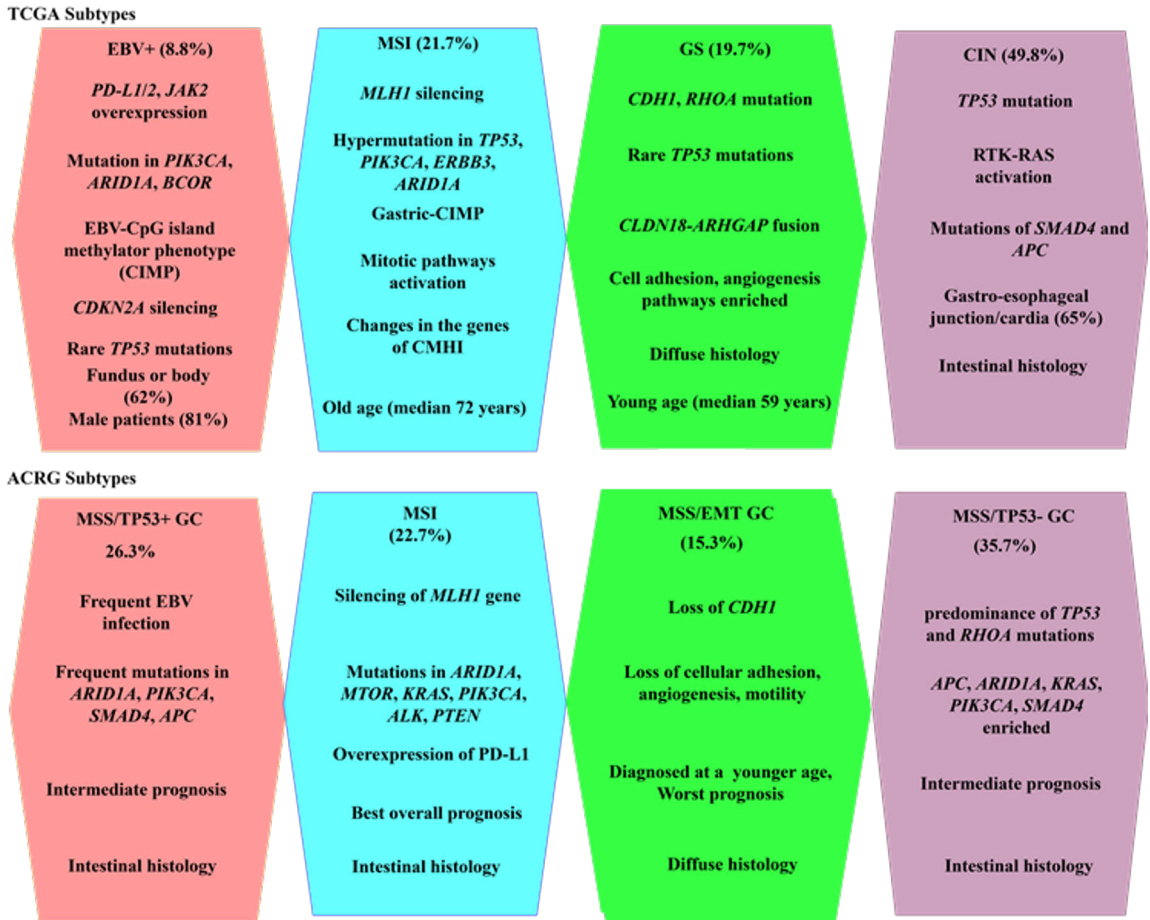 TCGA Subtypes
EBV+ (8.8%)
PD-L1/2, JAK2
overexpression
Mutation in PIK3CA,
ARID1A, BCOR
EBV-CpG island
methylator phenotype
(CIMP)
CDKN2A silencing
Rare TP53 mutations
Fundus or body
(62%)
Male patients (81%)
MSI (21.7%)
MLH1 silencing
Hypermutation in TP53,
PIK3CA, ERBB3,
ARID1A
Gastric-CIMP
Mitotic pathways
activation
Changes in the genes
of CMHI
Old age (median 72 years)
GS (19.7%)
CDH1, RHOA mutation
Rare TP53 mutations
CLDN18-ARHGAP fusion
Cell adhesion, angiogenesis
pathways enriched
Diffuse histology
Young age (median 59 years)
CIN (49.8%)
TP53 mutation
RTK-RAS
activation
Mutations of SMAD4 and
APC
Gastro-esophageal
junction/cardia (65%)
Intestinal histology
ACRG Subtypes
MSS/TP53+ GC
26.3%
Frequent EBV
infection
Frequent mutations in
ARID1A, PIK3CA,
SMAD4, APC
Intermediate prognosis
Intestinal histology
MSI
(22.7%)
Silencing of MLH1 gene
Mutations in ARID1A,
MTOR, KRAS, PIK3CA,
ALK, PTEN
Overexpression of PD-L1
Best overall prognosis
Intestinal histology
MSS/EMT GC
(15.3%)
Loss of CDH1
Loss of cellular adhesion,
angiogenesis, motility
Diagnosed at a younger age,
Worst prognosis
Diffuse histology
MSS/TP53- GC
(35.7%)
predominance of TP53
and RHOA mutations
APC, ARID1A, KRAS,
PIK3CA, SMAD4
enriched
Intermediate prognosis
Intestinal histology